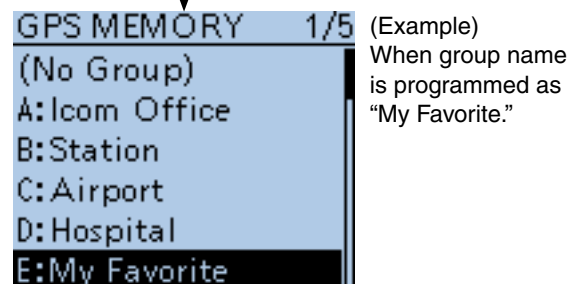 GPS MEMORY 1/5
(No Group)
A:Icom Office
B:Station
C:Airport
D:Hospital
E:My Favorite
(Example)
When group name
is programmed as
“My Favorite.”